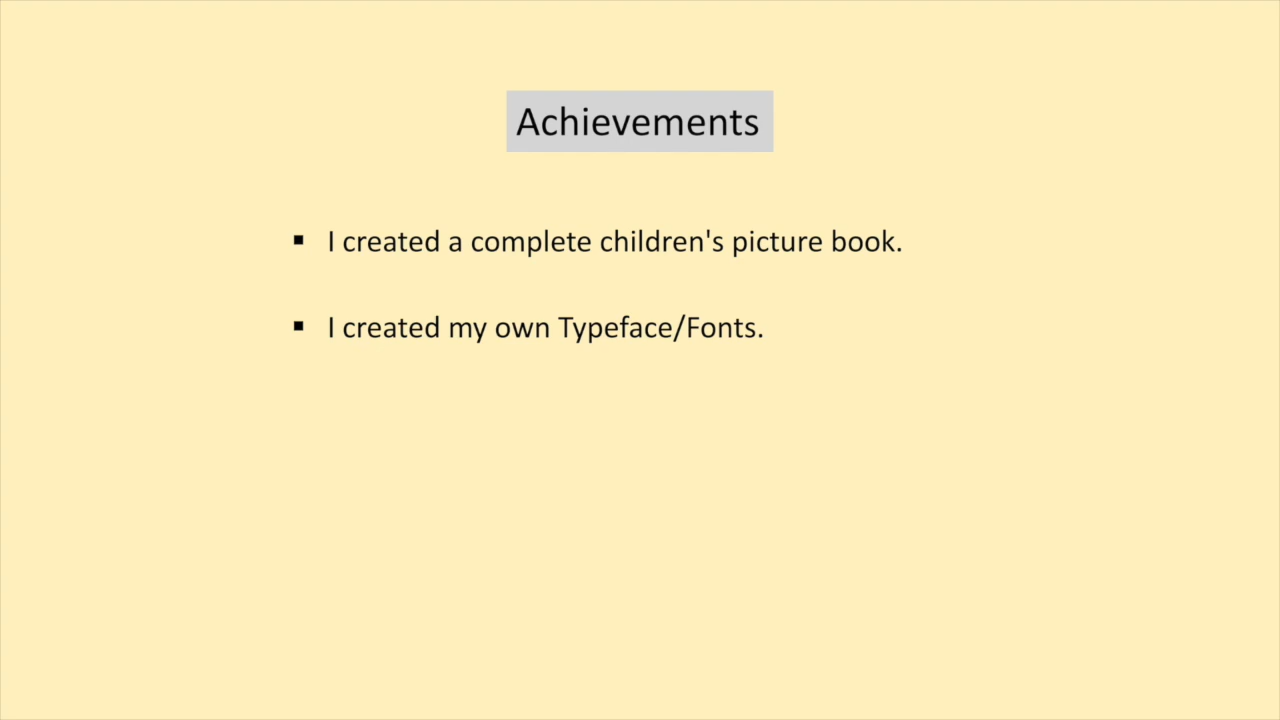 Achievements
▪ I created a complete children's picture book.
▪ I created my own Typeface/Fonts.